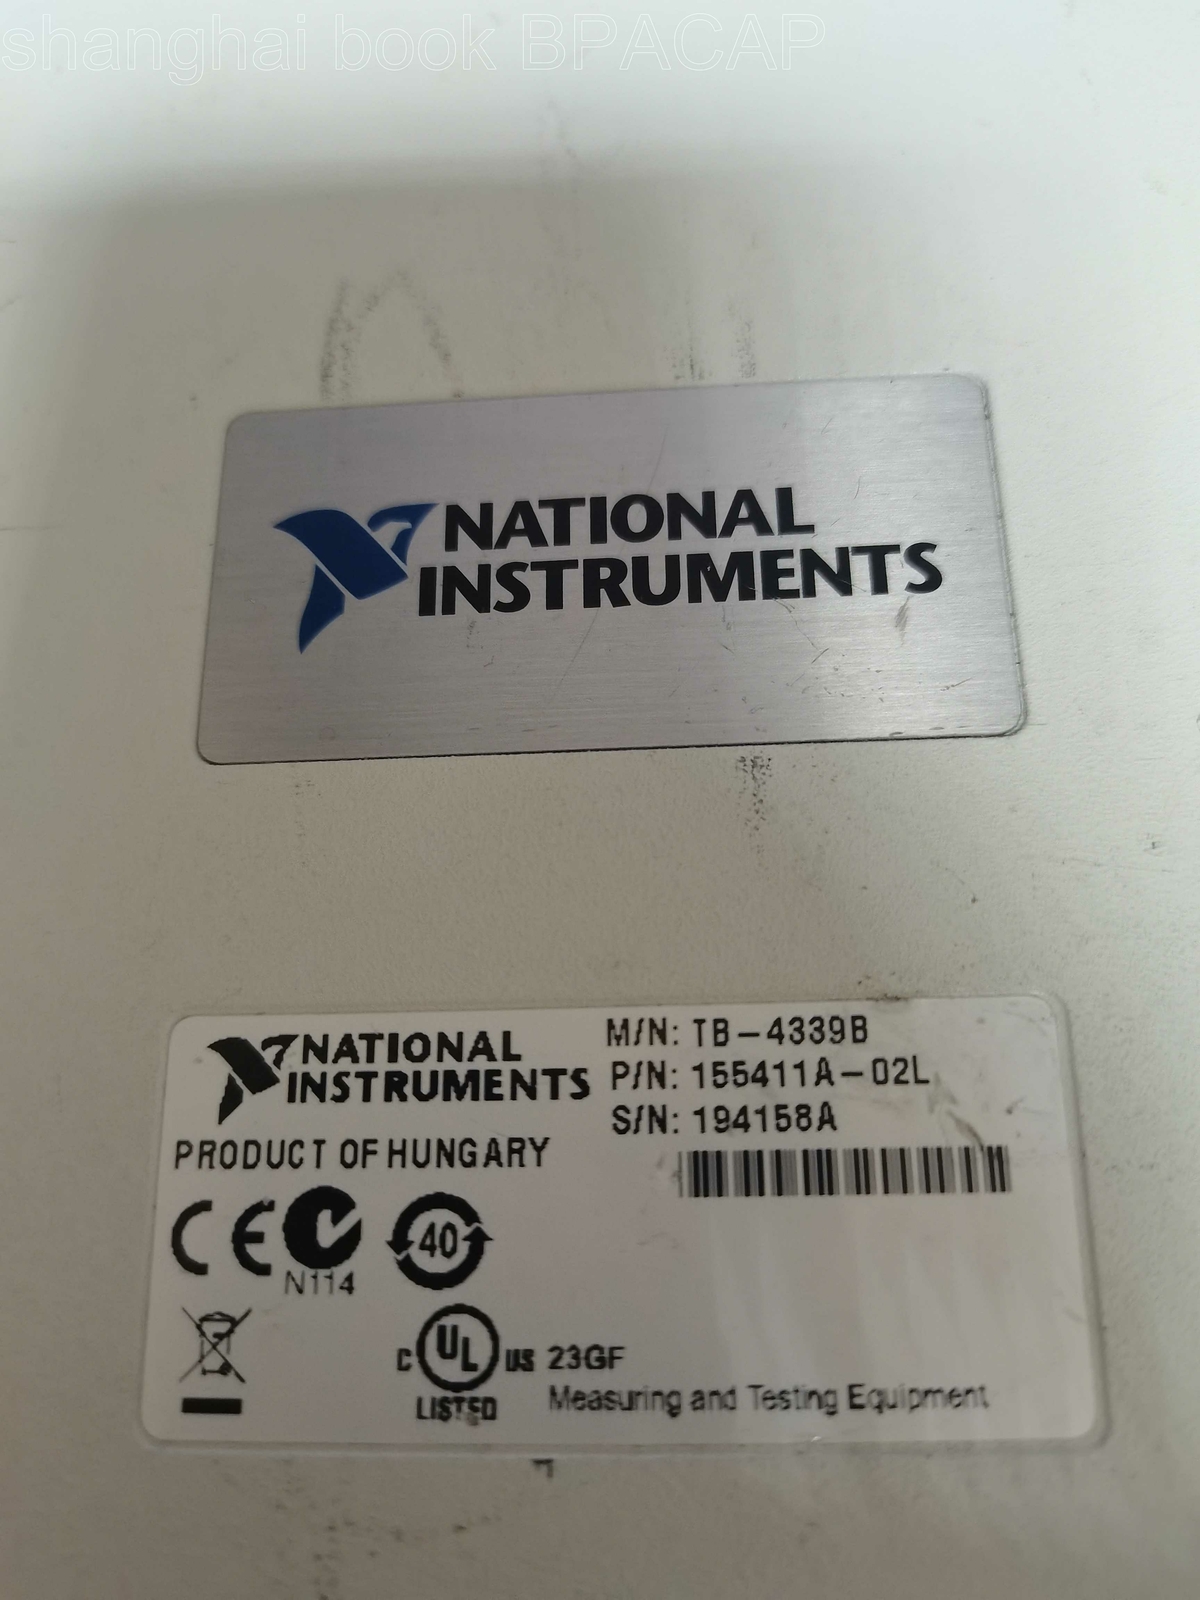 shanghai book BPACAP
NATIONAL
INSTRUMENTS
NATIONAL
INSTRUMENTS
M/N: TB-4339B
P/N: 155411A-02L
S/N: 194158A
PRODUCT OF HUNGARY
CE
N114
40
C UL US 23GF
LISTED
Measuring and Testing Equipment